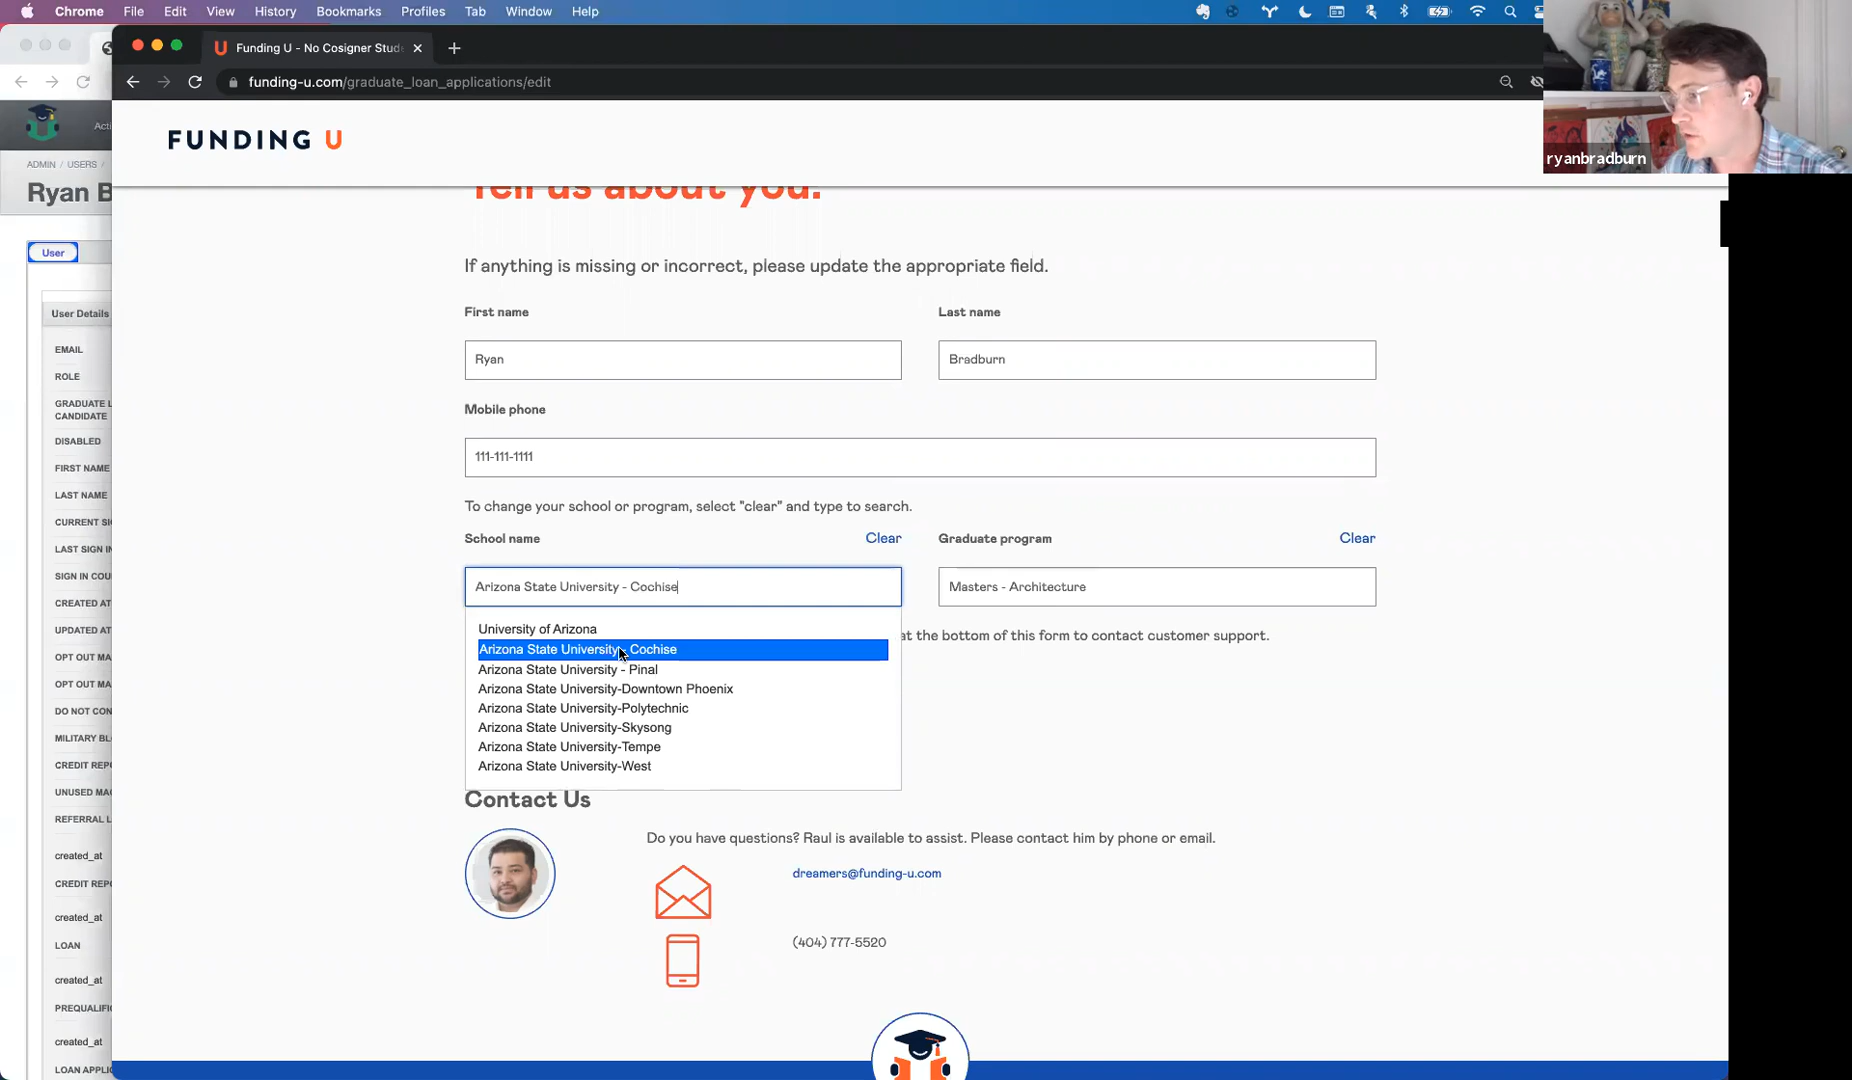 Chrome File Edit View History Bookmarks Profiles Tab Window Help
Funding U - No Cosigner Stud
funding-u.com/graduate_loan_applications/edit
ryanbradburn
ADMIN / USERS /
Ryan B
User
User Details
EMAIL
ROLE
GRADUATE L
CANDIDATE
DISABLED
FIRST NAME
LAST NAME
CURRENT SI
LAST SIGN IN
SIGN IN COU
CREATED AT
UPDATED AT
OPT OUT MA
OPT OUT MA
DO NOT CON
MILITARY BL
CREDIT REPO
UNUSED MAG
REFERRAL L
created_at
CREDIT REP
created_at
LOAN
created_at
PREQUALIFIC
created_at
LOAN APPLIC
FUNDING U
Tell us about you.
If anything is missing or incorrect, please update the appropriate field.
First name Last name
Ryan Bradburn
Mobile phone
111-111-1111
To change your school or program, select "clear" and type to search.
School name Clear Graduate program Clear
Arizona State University - Cochise Masters - Architecture
at the bottom of this form to contact customer support.
University of Arizona
Arizona State University - Cochise
Arizona State University - Pinal
Arizona State University-Downtown Phoenix
Arizona State University-Polytechnic
Arizona State University-Skysong
Arizona State University-Tempe
Arizona State University-West
Contact Us
Do you have questions? Raul is available to assist. Please contact him by phone or email.
dreamers@funding-u.com
(404) 777-5520